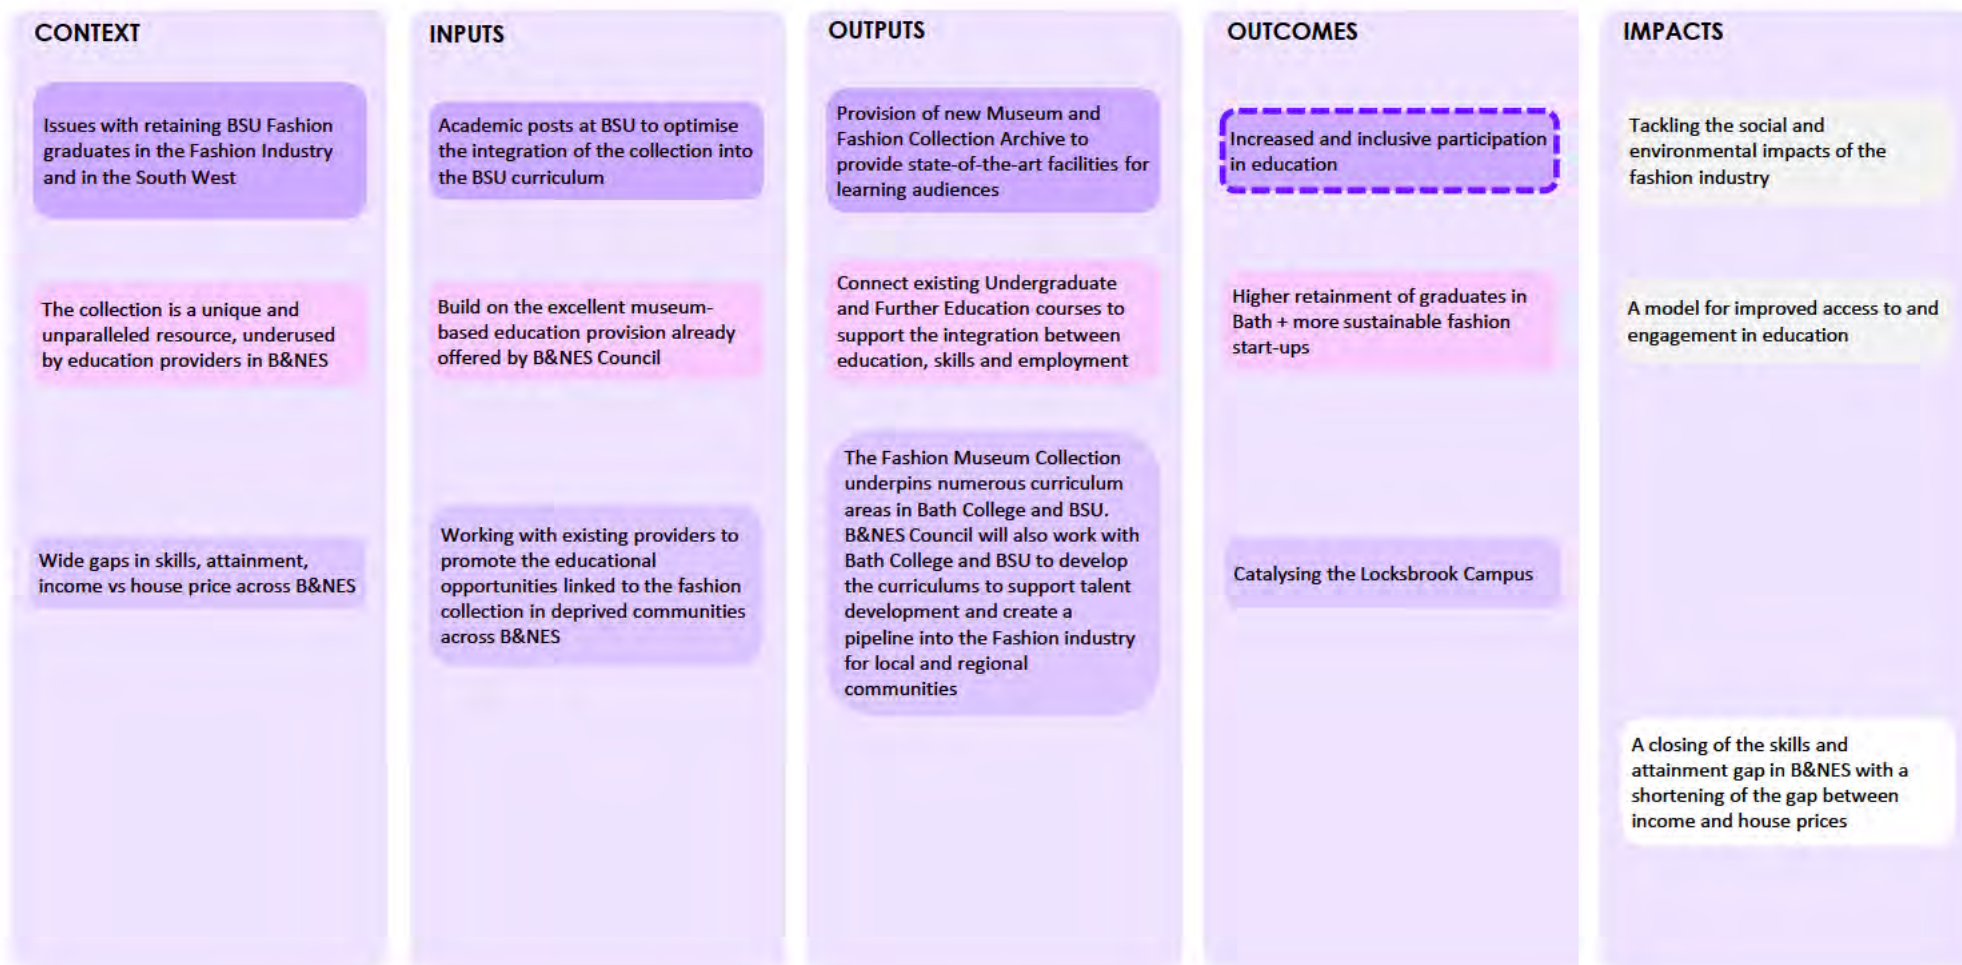 CONTEXT
Issues with retaining BSU Fashion
graduates in the Fashion Industry
and in the South West
The collection is a unique and
unparalleled resource, underused
by education providers in B&NES
Wide gaps in skills, attainment,
income vs house price across B&NES
INPUTS
Academic posts at BSU to optimise
the integration of the collection into
the BSU curriculum
Build on the excellent museum-
based education provision already
offered by B&NES Council
Working with existing providers to
promote the educational
opportunities linked to the fashion
collection in deprived communities
across B&NES
OUTPUTS
Provision of new Museum and
Fashion Collection Archive to
provide state-of-the-art facilities for
learning audiences
Connect existing Undergraduate
and Further Education courses to
support the integration between
education, skills and employment
The Fashion Museum Collection
underpins numerous curriculum
areas in Bath College and BSU.
B&NES Council will also work with
Bath College and BSU to develop
the curriculums to support talent
development and create a
pipeline into the Fashion industry
for local and regional
communities
OUTCOMES
Increased and inclusive participation
in education
Higher retainment of graduates in
Bath + more sustainable fashion
start-ups
Catalysing the Locksbrook Campus
IMPACTS
Tackling the social and
environmental impacts of the
fashion industry
A model for improved access to and
engagement in education
A closing of the skills and
attainment gap in B&NES with a
shortening of the gap between
income and house prices